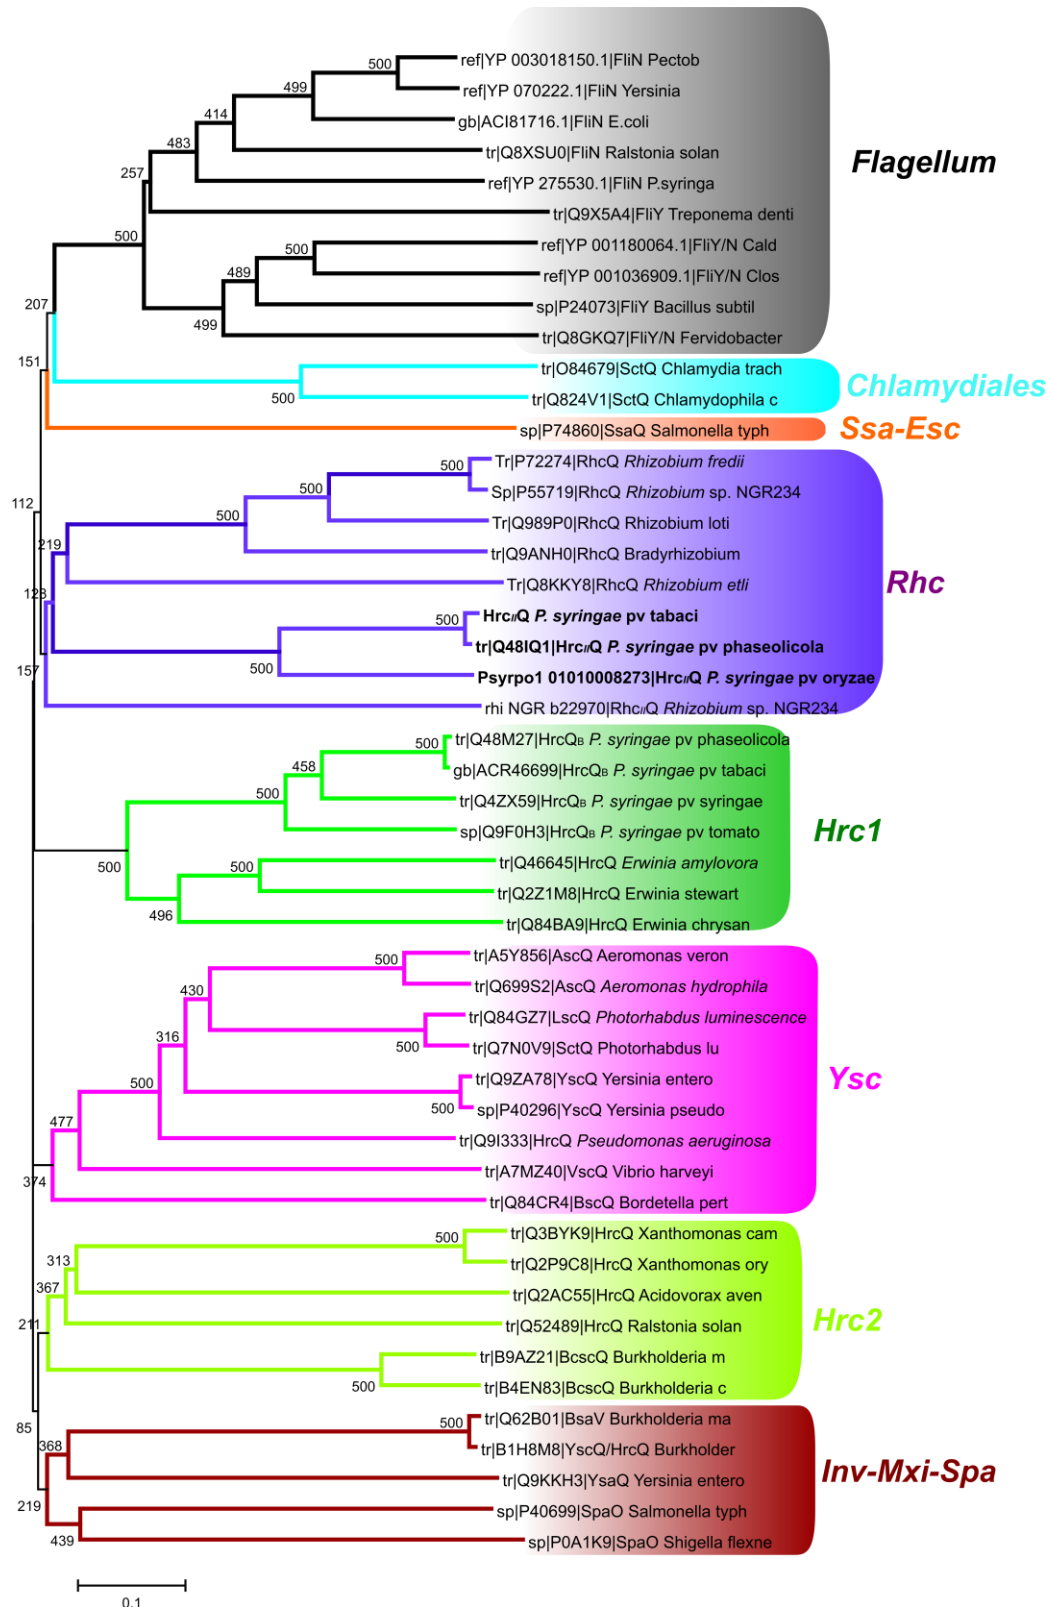 500
ref|YP 003018150.1|FliN Pectob
499
ref|YP 070222.1|FliN Yersinia
414
gb|ACI81716.1|FliN E.coli
483
tr|Q8XSU0|FliN Ralstonia solan
Flagellum
257
ref|YP 275530.1|FliN P.syringa
tr|Q9X5A4|FliY Treponema denti
500
500
ref|YP 001180064.1|FliY/N Cald
489
ref|YP 001036909.1|FliY/N Clos
207
sp|P24073|FliY Bacillus subtil
499
tr|Q8GKQ7|FliY/N Fervidobacter
151
tr|O84679|SctQ Chlamydia trach
Chlamydiales
500
tr|Q824V1|SctQ Chlamydophila c
sp|P74860|SsaQ Salmonella typh
Ssa-Esc
500
Tr|P72274|RhcQ Rhizobium fredii
500
Sp|P55719|RhcQ Rhizobium sp. NGR234
112
500
Tr|Q989P0|RhcQ Rhizobium loti
219
tr|Q9ANH0|RhcQ Bradyrhizobium
Tr|Q8KKY8|RhcQ Rhizobium etli
Rhc
128
500
HrcIIQ P. syringae pv tabaci
tr|Q48IQ1|HrcIIQ P. syringae pv phaseolicola
157
500
Psyrpo1 01010008273|HrcIIQ P. syringae pv oryzae
rhi NGR b22970|RhcIIQ Rhizobium sp. NGR234
500
tr|Q48M27|HrcQB P. syringae pv phaseolicola
458
gb|ACR46699|HrcQB P. syringae pv tabaci
500
tr|Q4ZX59|HrcQB P. syringae pv syringae
sp|Q9F0H3|HrcQB P. syringae pv tomato
Hrc1
500
500
tr|Q46645|HrcQ Erwinia amylovora
tr|Q2Z1M8|HrcQ Erwinia stewart
496
tr|Q84BA9|HrcQ Erwinia chrysan
500
tr|A5Y856|AscQ Aeromonas veron
430
tr|Q699S2|AscQ Aeromonas hydrophila
316
tr|Q84GZ7|LscQ Photorhabdus luminescence
500
tr|Q7N0V9|SctQ Photorhabdus lu
Ysc
500
tr|Q9ZA78|YscQ Yersinia entero
500
sp|P40296|YscQ Yersinia pseudo
477
tr|Q9I333|HrcQ Pseudomonas aeruginosa
374
tr|A7MZ40|VscQ Vibrio harveyi
tr|Q84CR4|BscQ Bordetella pert
500
tr|Q3BYK9|HrcQ Xanthomonas cam
313
tr|Q2P9C8|HrcQ Xanthomonas ory
367
tr|Q2AC55|HrcQ Acidovorax aven
Hrc2
211
tr|Q52489|HrcQ Ralstonia solan
tr|B9AZ21|BcscQ Burkholderia m
500
tr|B4EN83|BcscQ Burkholderia c
85
500
tr|Q62B01|BsaV Burkholderia ma
368
tr|B1H8M8|YscQ/HrcQ Burkholder
Inv-Mxi-Spa
tr|Q9KKH3|YsaQ Yersinia entero
219
sp|P40699|SpaO Salmonella typh
439
sp|P0A1K9|SpaO Shigella flexne
0.1